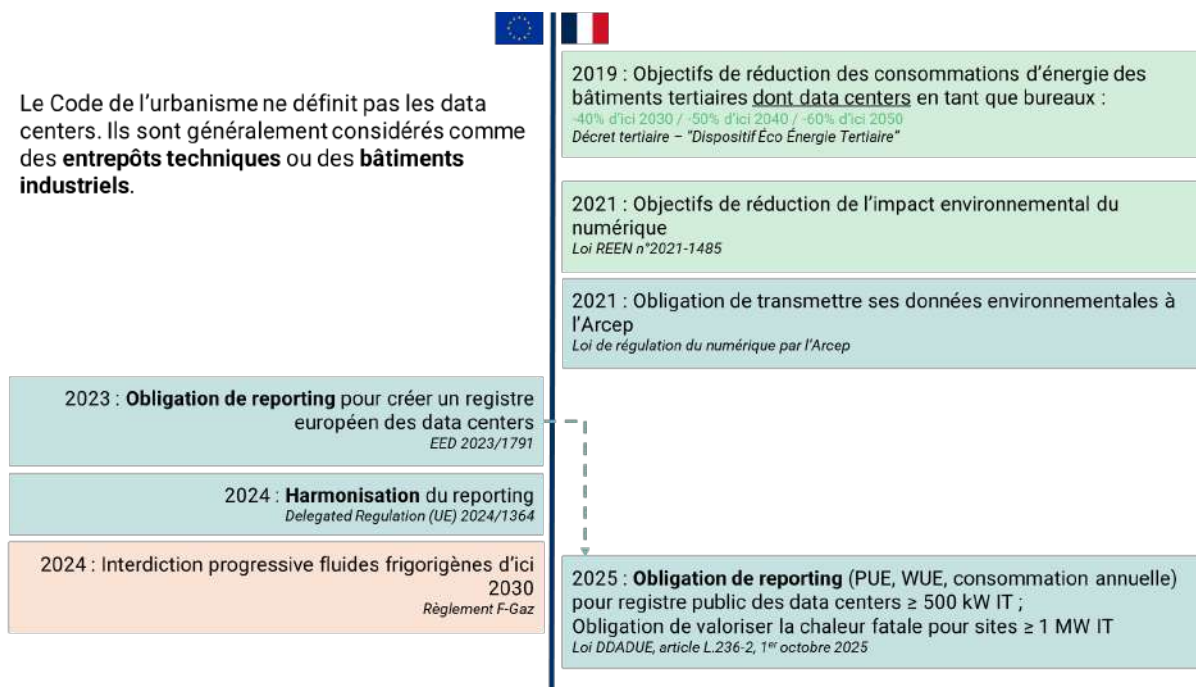 Le Code de l'urbanisme ne définit pas les data
centers. Ils sont généralement considérés comme
des entrepôts techniques ou des bâtiments
industriels.
2019 : Objectifs de réduction des consommations d'énergie des
bâtiments tertiaires dont data centers en tant que bureaux :
-40% d'ici 2030 / -50% d'ici 2040 / -60% d'ici 2050
Décret tertiaire – "Dispositif Éco Énergie Tertiaire"
2021 : Objectifs de réduction de l'impact environnemental du
numérique
Loi REEN n°2021-1485
2021 : Obligation de transmettre ses données environnementales à
l'Arcep
Loi de régulation du numérique par l'Arcep
2023 : Obligation de reporting pour créer un registre
européen des data centers
EED 2023/1791
2024 : Harmonisation du reporting
Delegated Regulation (UE) 2024/1364
2024 : Interdiction progressive fluides frigorigènes d'ici
2030
Règlement F-Gaz
2025 : Obligation de reporting (PUE, WUE, consommation annuelle)
pour registre public des data centers ≥ 500 kW IT ;
Obligation de valoriser la chaleur fatale pour sites ≥ 1 MW IT
Loi DDADUE, article L.236-2, 1er octobre 2025